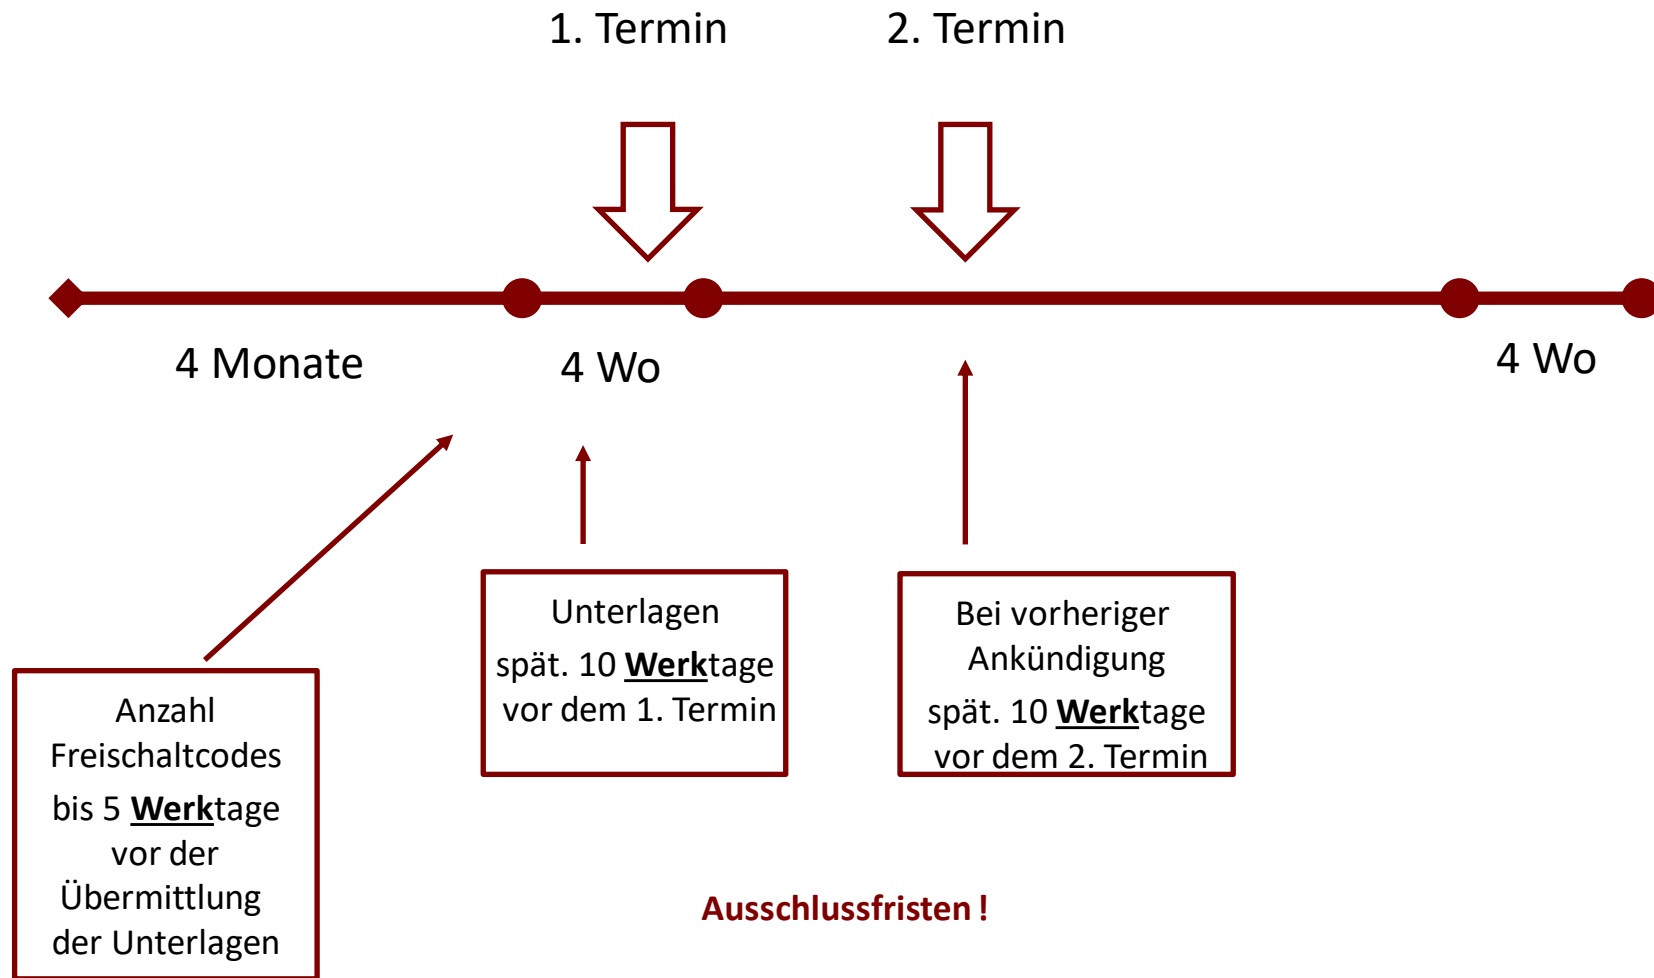 1. Termin
2. Termin
4 Monate
4 Wo
4 Wo
Anzahl
Freischaltcodes
bis 5 Werktage
vor der
Übermittlung
der Unterlagen
Unterlagen
spät. 10 Werktage
vor dem 1. Termin
Bei vorheriger
Ankündigung
spät. 10 Werktage
vor dem 2. Termin
Ausschlussfristen !